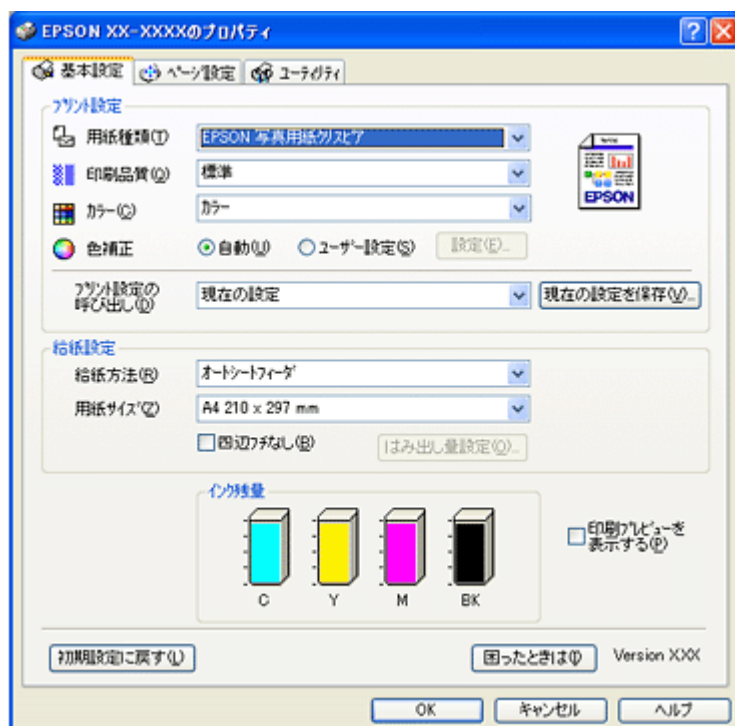 EPSON XX-XXXXのプロパティ
基本設定 ページ設定 ユーティリティ
プリント設定
用紙種類(T) EPSON 写真用紙クリスピア
印刷品質(Q) 標準
カラー(C) カラー
EPSON
色補正 自動(U) ユーザー設定(S) 設定(E)...
プリント設定の
呼び出し(D) 現在の設定 現在の設定を保存(V)...
給紙設定
給紙方法(R) オートシートフィーダ
用紙サイズ(Z) A4 210 x 297 mm
四辺フチなし(B) はみ出し量設定(O)...
インク残量
C Y M BK
印刷プレビューを
表示する(P)
初期設定に戻す(L) 困ったときは(I) Version X.XX
OK キャンセル ヘルプ